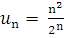 uₙ = n²/2ⁿ